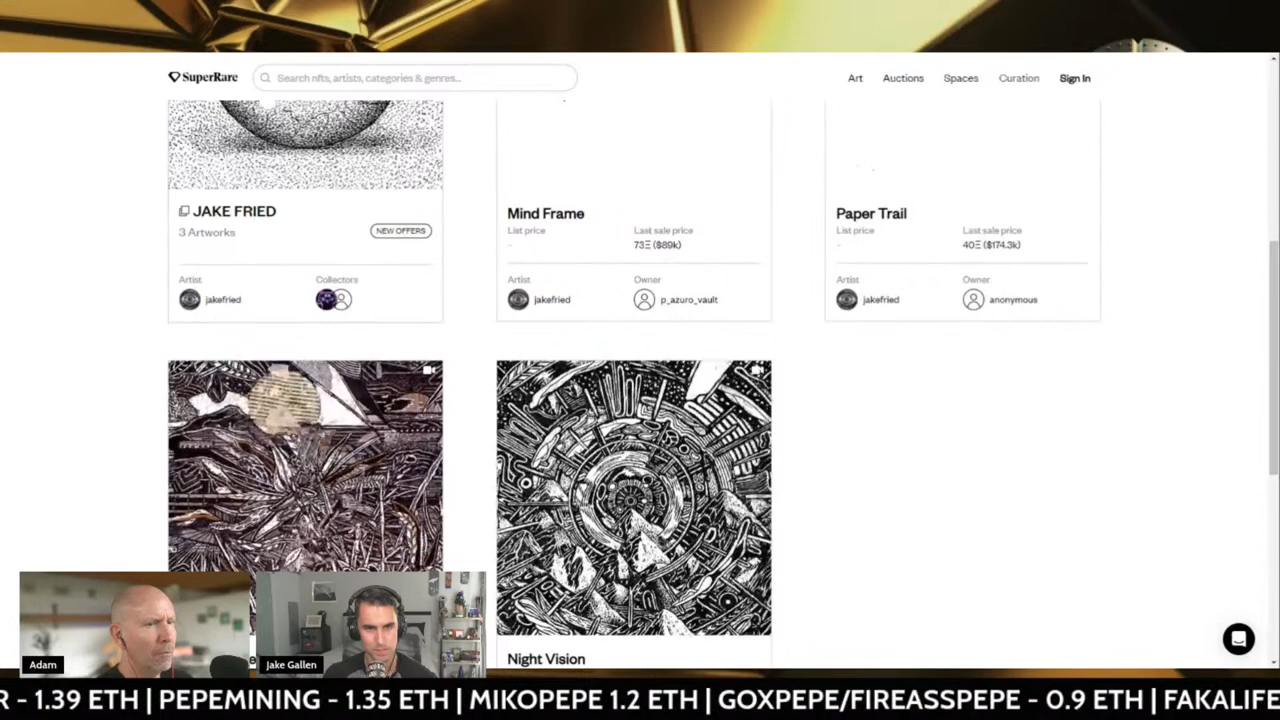 SuperRare
Search nfts, artists, categories & genres...
Art Auctions Spaces Curation Sign In
JAKE FRIED
3 Artworks
NEW OFFERS
Artist Collectors
jakefried
Mind Frame
List price Last sale price
- 73Ξ ($89k)
Artist Owner
jakefried p_azuro_vault
Paper Trail
List price Last sale price
- 40Ξ ($174.3k)
Artist Owner
jakefried anonymous
Night Vision
Adam
Jake Gallen
R - 1.39 ETH | PEPEMINING - 1.35 ETH | MIKOPEPE 1.2 ETH | GOXPEPE/FIREASSPEPE - 0.9 ETH | FAKALIFE